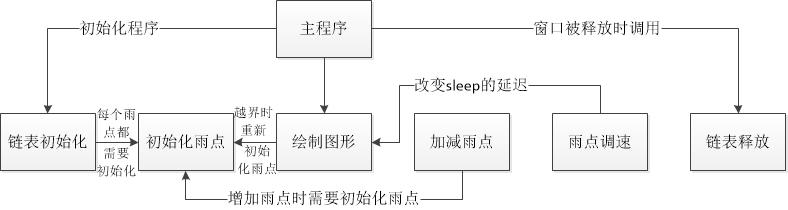 初始化程序
主程序
窗口被释放时调用
改变sleep的延迟
链表初始化
每个雨
点都
需要
初始化
初始化雨点
越界时
重新
初始
化雨点
绘制图形
加减雨点
雨点调速
链表释放
增加雨点时需要初始化雨点